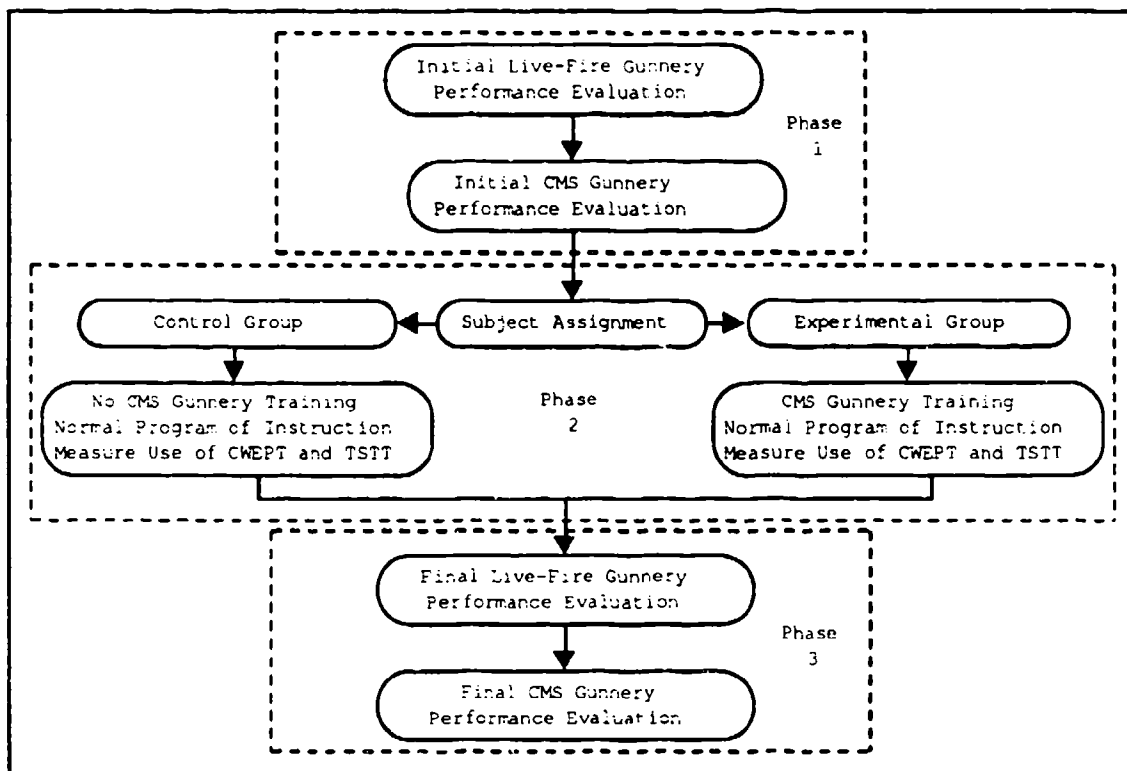 Initial Live-Fire Gunnery
Performance Evaluation
Phase
1
Initial CMS Gunnery
Performance Evaluation
Control Group
Subject Assignment
Experimental Group
No CMS Gunnery Training
Normal Program of Instruction
Measure Use of CWEPT and TSTT
Phase
2
CMS Gunnery Training
Normal Program of Instruction
Measure Use of CWEPT and TSTT
Final Live-Fire Gunnery
Performance Evaluation
Phase
3
Final CMS Gunnery
Performance Evaluation